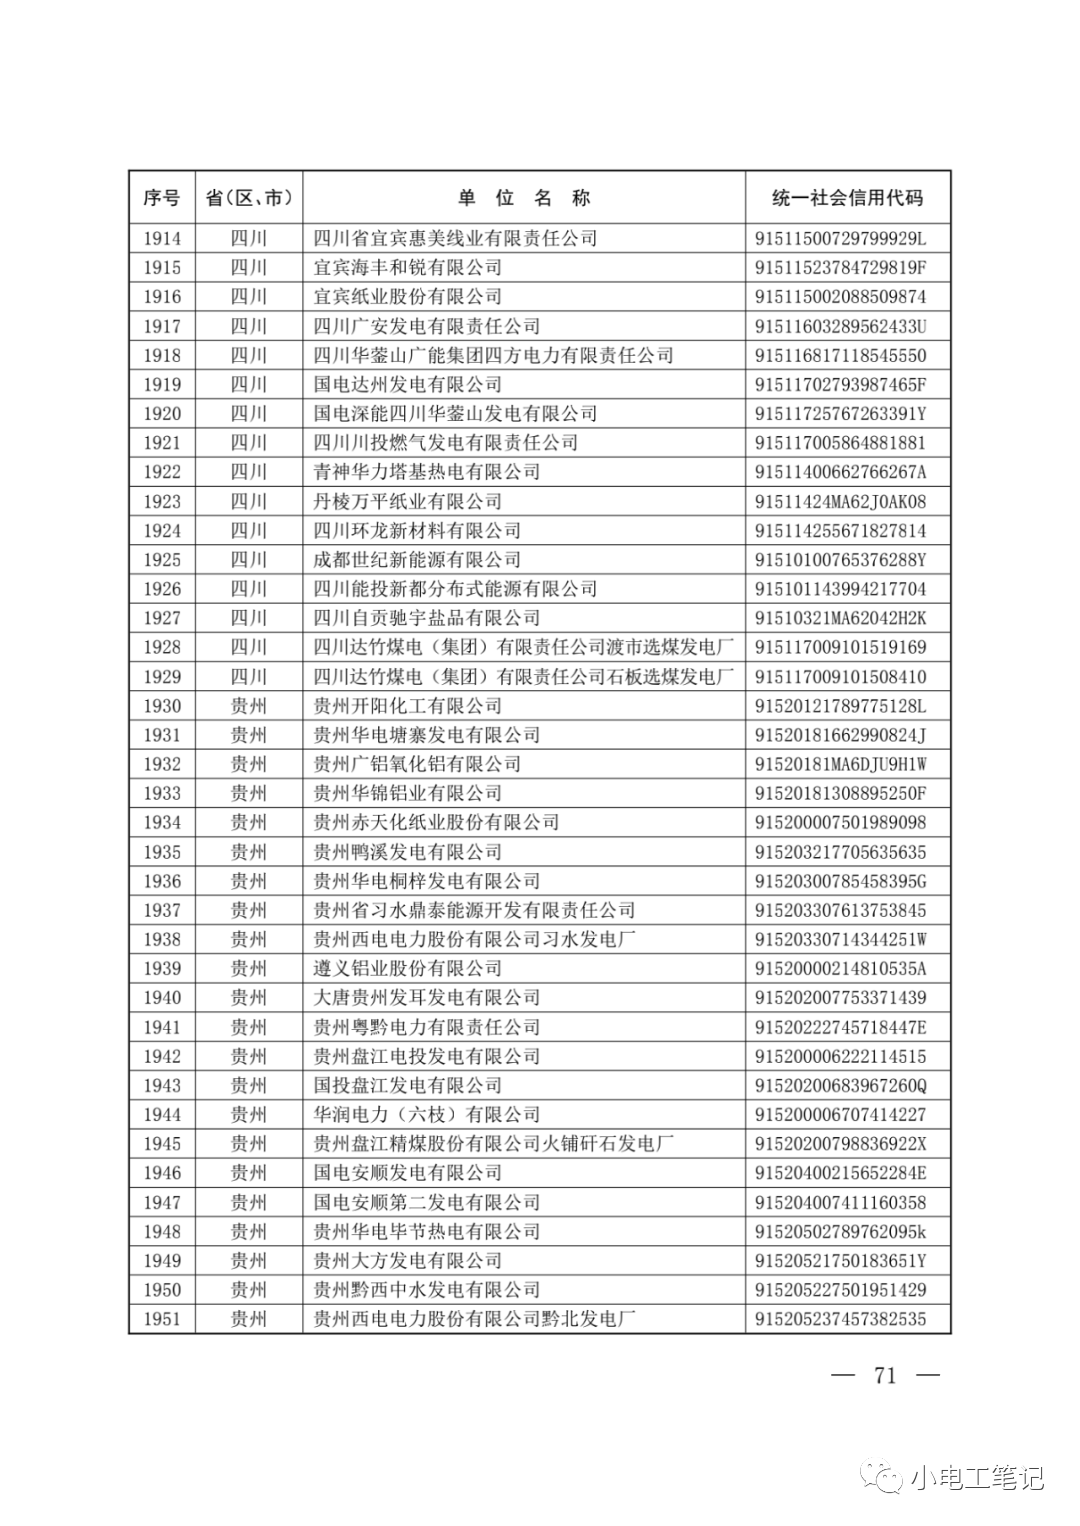 序号 省(区、市) 单 位 名 称 统一社会信用代码
1914 四川 四川省宜宾惠美线业有限责任公司 91511500729799929L
1915 四川 宜宾海丰和锐有限公司 91511523784729819F
1916 四川 宜宾纸业股份有限公司 915115002088509874
1917 四川 四川广安发电有限责任公司 91511603289562433U
1918 四川 四川华蓥山广能集团四方电力有限责任公司 915116817118545550
1919 四川 国电达州发电有限公司 91511702793987465F
1920 四川 国电深能四川华蓥山发电有限公司 91511725767263391Y
1921 四川 四川川投燃气发电有限责任公司 915117005864881881
1922 四川 青神华力塔基热电有限公司 91511400662766267A
1923 四川 丹棱万平纸业有限公司 91511424MA62J0AK08
1924 四川 四川环龙新材料有限公司 915114255671827814
1925 四川 成都世纪新能源有限公司 91510100765376288Y
1926 四川 四川能投新都分布式能源有限公司 915101143994217704
1927 四川 四川自贡驰宇盐品有限公司 91510321MA62042H2K
1928 四川 四川达竹煤电（集团）有限责任公司渡市选煤发电厂 915117009101519169
1929 四川 四川达竹煤电（集团）有限责任公司石板选煤发电厂 915117009101508410
1930 贵州 贵州开阳化工有限公司 91520121789775128L
1931 贵州 贵州华电塘寨发电有限公司 91520181662990824J
1932 贵州 贵州广铝氧化铝有限公司 91520181MA6DJU9H1W
1933 贵州 贵州华锦铝业有限公司 91520181308895250F
1934 贵州 贵州赤天化纸业股份有限公司 915200007501989098
1935 贵州 贵州鸭溪发电有限公司 915203217705635635
1936 贵州 贵州华电桐梓发电有限公司 91520300785458395G
1937 贵州 贵州省习水鼎泰能源开发有限责任公司 915203307613753845
1938 贵州 贵州西电电力股份有限公司习水发电厂 91520330714344251W
1939 贵州 遵义铝业股份有限公司 91520000214810535A
1940 贵州 大唐贵州发耳发电有限公司 915202007753371439
1941 贵州 贵州粤黔电力有限责任公司 91520222745718447E
1942 贵州 贵州盘江电投发电有限公司 915200006222114515
1943 贵州 国投盘江发电有限公司 91520200683967260Q
1944 贵州 华润电力（六枝）有限公司 915200006707414227
1945 贵州 贵州盘江精煤股份有限公司火铺矸石发电厂 91520200798836922X
1946 贵州 国电安顺发电有限公司 91520400215652284E
1947 贵州 国电安顺第二发电有限公司 915204007411160358
1948 贵州 贵州华电毕节热电有限公司 91520502789762095k
1949 贵州 贵州大方发电有限公司 91520521750183651Y
1950 贵州 贵州黔西中水发电有限公司 915205227501951429
1951 贵州 贵州西电电力股份有限公司黔北发电厂 915205237457382535
— 71 —
小电工笔记